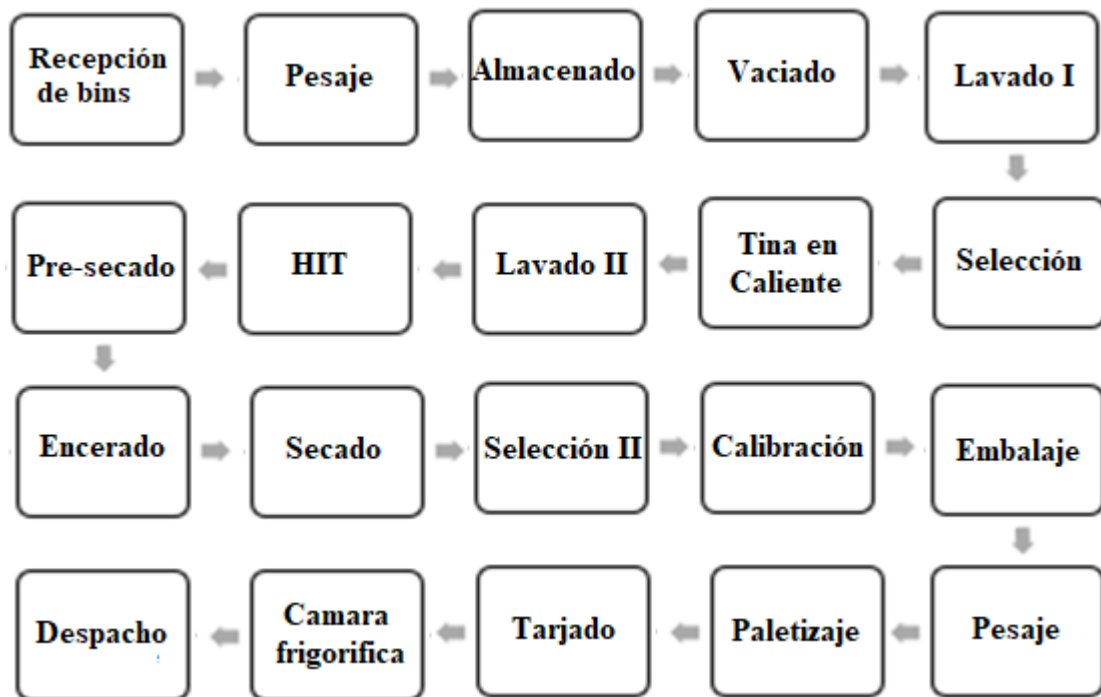 Recepción
de bins
Pesaje
Almacenado
Vaciado
Lavado I
Selección
Tina en
Caliente
Lavado II
HIT
Pre-secado
Encerado
Secado
Selección II
Calibración
Embalaje
Pesaje
Paletizaje
Tarjado
Camara
frigorifica
Despacho